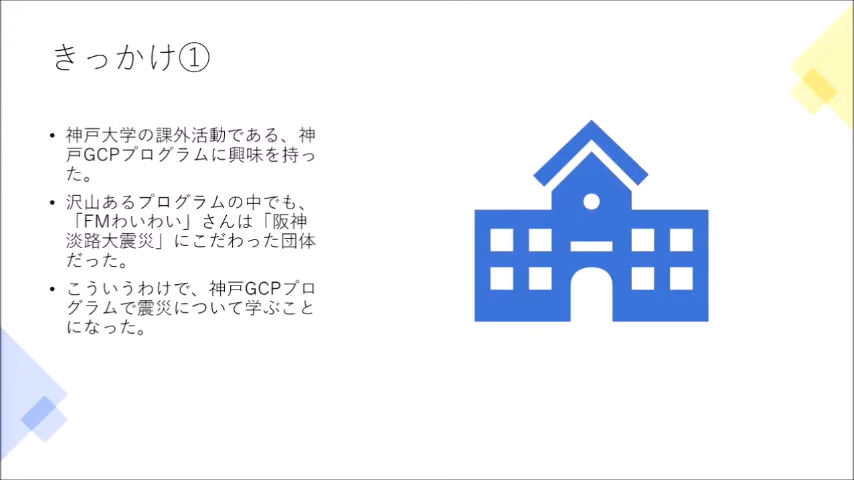 きっかけ①
• 神戸大学の課外活動である、神
戸GCPプログラムに興味を持っ
た。
• 沢山あるプログラムの中でも、
「FMわいわい」さんは「阪神
淡路大震災」にこだわった団体
だった。
• こういうわけで、神戸GCPプロ
グラムで震災について学ぶこと
になった。